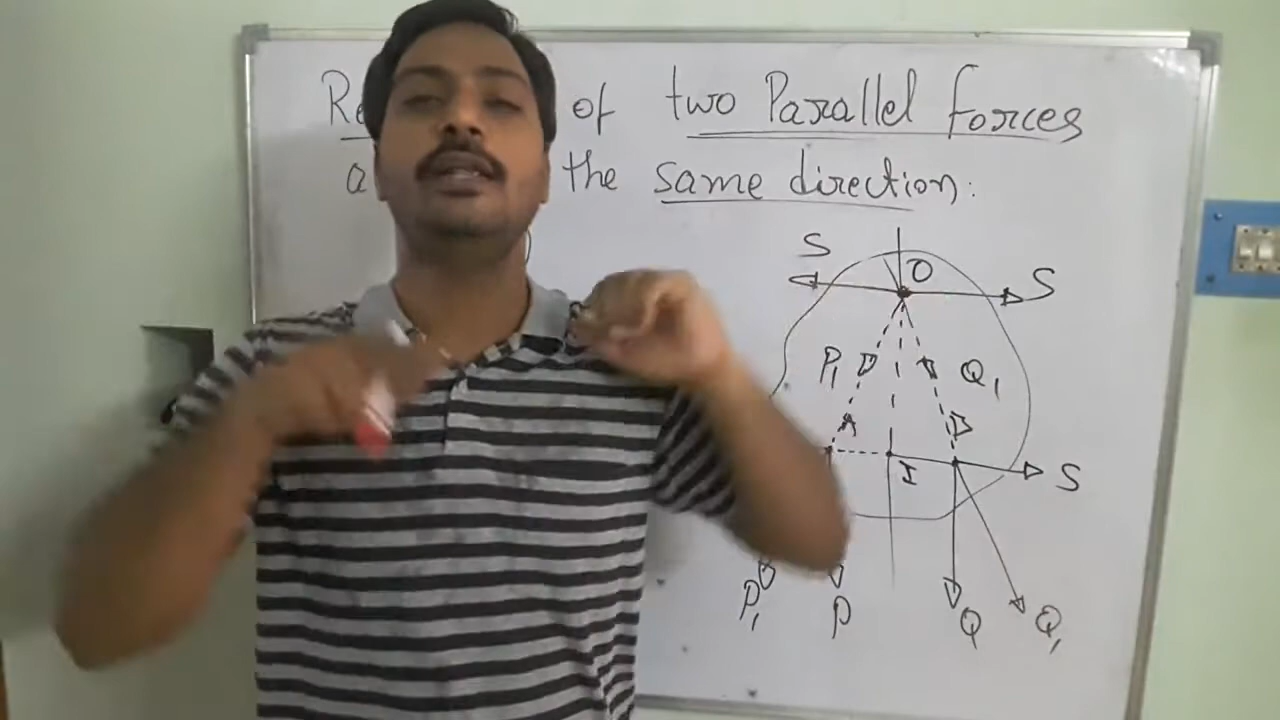 Re of two Parallel forces
a the same direction:
S
O
S
P1
Q1
I
S
P1
P
Q
Q1